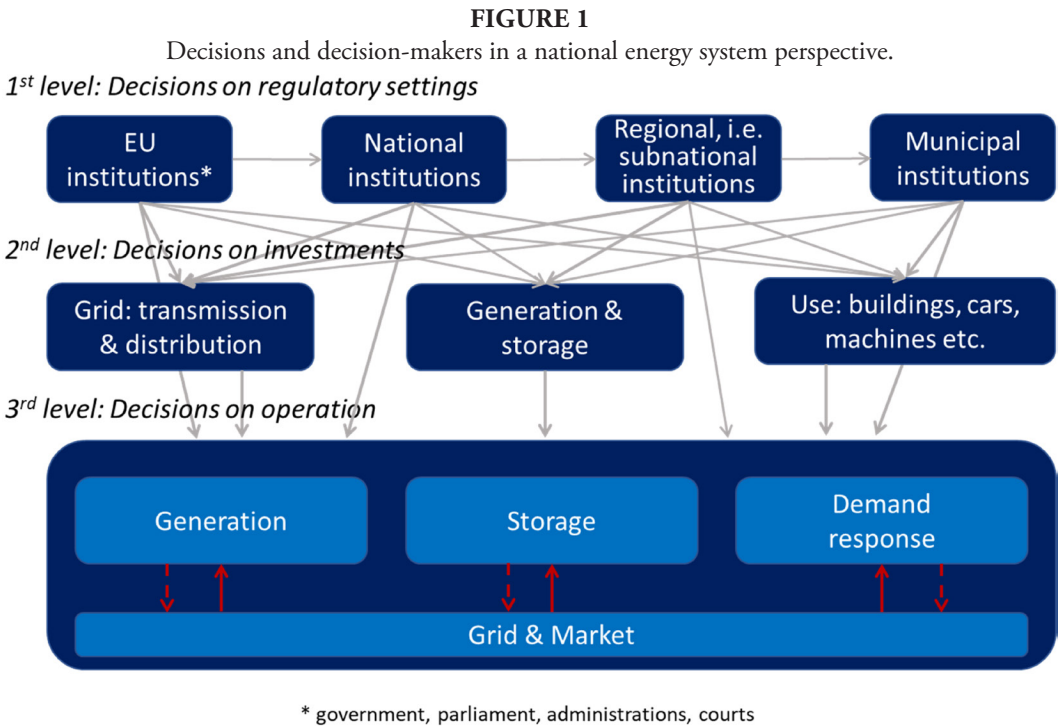 FIGURE 1
Decisions and decision-makers in a national energy system perspective.
1st level: Decisions on regulatory settings
EU
institutions*
National
institutions
Regional, i.e.
subnational
institutions
Municipal
institutions
2nd level: Decisions on investments
Grid: transmission
& distribution
Generation &
storage
Use: buildings, cars,
machines etc.
3rd level: Decisions on operation
Generation
Storage
Demand
response
Grid & Market
* government, parliament, administrations, courts